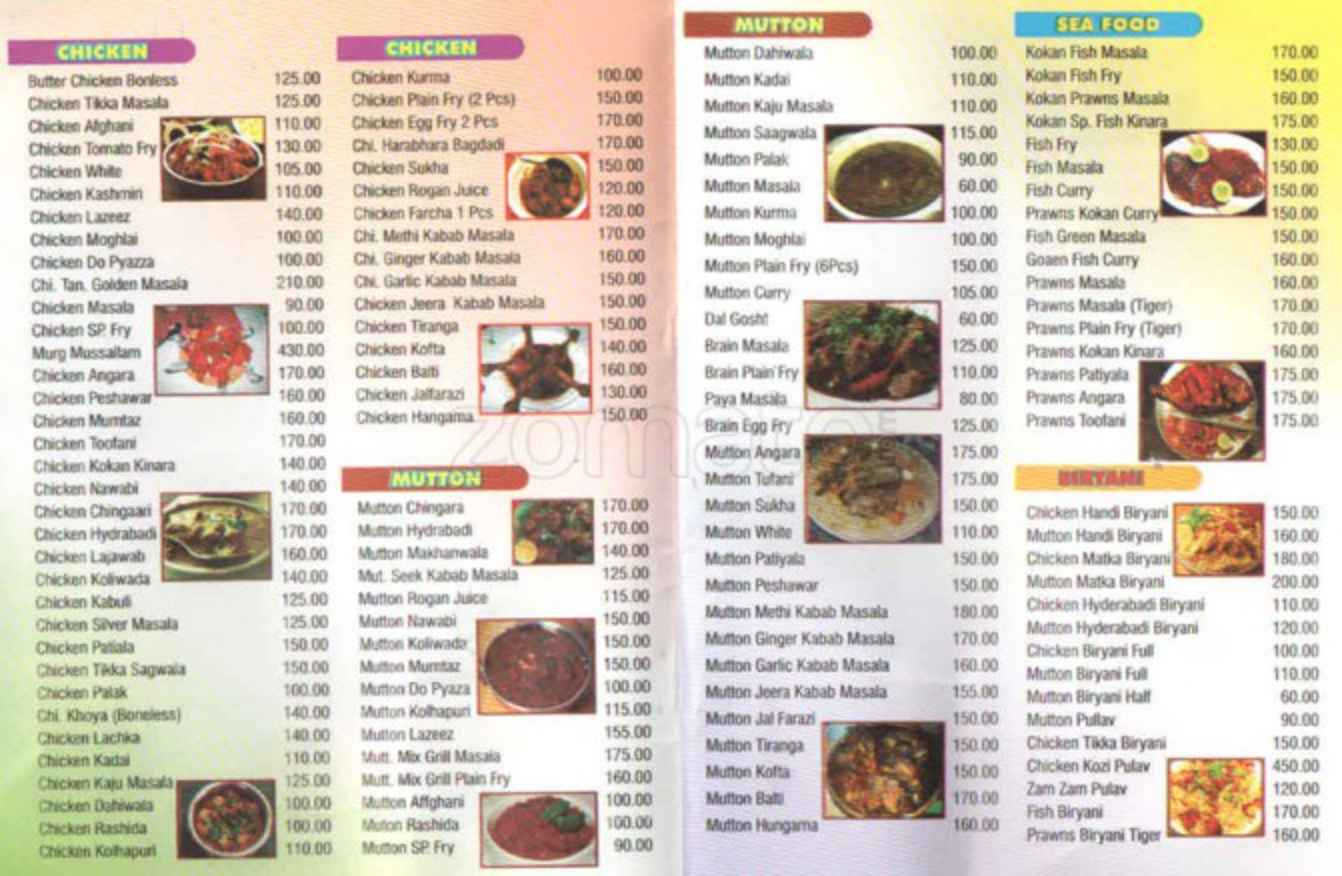 CHICKEN
Butter Chicken Bonless 125.00
Chicken Tikka Masala 125.00
Chicken Afghani 110.00
Chicken Tomato Fry 130.00
Chicken White 105.00
Chicken Kashmiri 110.00
Chicken Lazeez 140.00
Chicken Moghlai 100.00
Chicken Do Pyazza 100.00
Chi. Tan. Golden Masala 210.00
Chicken Masala 90.00
Chicken SP. Fry 100.00
Murg Mussallam 430.00
Chicken Angara 170.00
Chicken Peshawar 160.00
Chicken Mumtaz 160.00
Chicken Toofani 170.00
Chicken Kokan Kinara 140.00
Chicken Nawabi 140.00
Chicken Chingaari 170.00
Chicken Hydrabadi 170.00
Chicken Lajawab 160.00
Chicken Koliwada 140.00
Chicken Kabuli 125.00
Chicken Silver Masala 125.00
Chicken Patiala 150.00
Chicken Tikka Sagwala 150.00
Chicken Palak 100.00
Chi. Khoya (Boneless) 140.00
Chicken Lachka 140.00
Chicken Kadai 110.00
Chicken Kaju Masala 125.00
Chicken Dahiwala 100.00
Chicken Rashida 100.00
Chicken Kolhapuri 110.00
CHICKEN
Chicken Kurma 100.00
Chicken Plain Fry (2 Pcs) 150.00
Chicken Egg Fry 2 Pcs 170.00
Chi. Harabhara Bagdadi 170.00
Chicken Sukha 150.00
Chicken Rogan Juice 120.00
Chicken Farcha 1 Pcs 120.00
Chi. Methi Kabab Masala 170.00
Chi. Ginger Kabab Masala 160.00
Chi. Garlic Kabab Masala 150.00
Chicken Jeera Kabab Masala 150.00
Chicken Tiranga 150.00
Chicken Kofta 140.00
Chicken Balti 160.00
Chicken Jalfarazi 130.00
Chicken Hangama 150.00
MUTTON
Mutton Chingara 170.00
Mutton Hydrabadi 170.00
Mutton Makhanwala 140.00
Mut. Seek Kabab Masala 125.00
Mutton Rogan Juice 115.00
Mutton Nawabi 150.00
Mutton Koliwada 150.00
Mutton Mumtaz 150.00
Mutton Do Pyaza 100.00
Mutton Kolhapuri 115.00
Mutton Lazeez 155.00
Mutt. Mix Grill Masala 175.00
Mutt. Mix Grill Plain Fry 160.00
Mutton Affghani 100.00
Muton Rashida 100.00
Mutton SP. Fry 90.00
MUTTON
Mutton Dahiwala 100.00
Mutton Kadai 110.00
Mutton Kaju Masala 110.00
Mutton Saagwala 115.00
Mutton Palak 90.00
Mutton Masala 60.00
Mutton Kurma 100.00
Mutton Moghlai 100.00
Mutton Plain Fry (6Pcs) 150.00
Mutton Curry 105.00
Dal Gosht 60.00
Brain Masala 125.00
Brain Plain Fry 110.00
Paya Masala 80.00
Brain Egg Fry 125.00
Mutton Angara 175.00
Mutton Tufani 175.00
Mutton Sukha 150.00
Mutton White 110.00
Mutton Patiyala 150.00
Mutton Peshawar 150.00
Mutton Methi Kabab Masala 180.00
Mutton Ginger Kabab Masala 170.00
Mutton Garlic Kabab Masala 160.00
Mutton Jeera Kabab Masala 155.00
Mutton Jal Farazi 150.00
Mutton Tiranga 150.00
Mutton Kofta 150.00
Mutton Balti 170.00
Mutton Hungama 160.00
SEA FOOD
Kokan Fish Masala 170.00
Kokan Fish Fry 150.00
Kokan Prawns Masala 160.00
Kokan Sp. Fish Kinara 175.00
Fish Fry 130.00
Fish Masala 150.00
Fish Curry 150.00
Prawns Kokan Curry 150.00
Fish Green Masala 150.00
Goaen Fish Curry 160.00
Prawns Masala 160.00
Prawns Masala (Tiger) 170.00
Prawns Plain Fry (Tiger) 170.00
Prawns Kokan Kinara 160.00
Prawns Patiyala 175.00
Prawns Angara 175.00
Prawns Toofani 175.00
BIRYANI
Chicken Handi Biryani 150.00
Mutton Handi Biryani 160.00
Chicken Matka Biryani 180.00
Mutton Matka Biryani 200.00
Chicken Hyderabadi Biryani 110.00
Mutton Hyderabadi Biryani 120.00
Chicken Biryani Full 100.00
Mutton Biryani Full 110.00
Mutton Biryani Half 60.00
Mutton Pullav 90.00
Chicken Tikka Biryani 150.00
Chicken Kozi Pulav 450.00
Zam Zam Pulav 120.00
Fish Biryani 170.00
Prawns Biryani Tiger 160.00
zomato.com